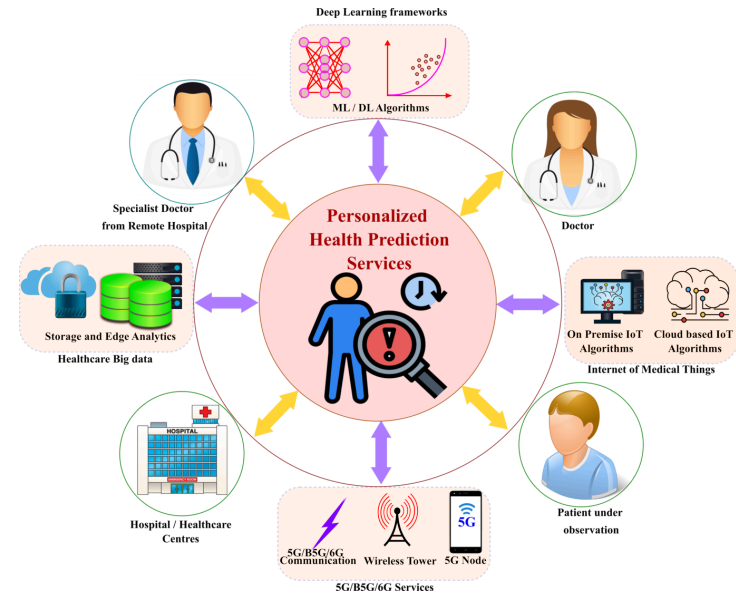 Deep Learning frameworks
ML / DL Algorithms
Specialist Doctor
from Remote Hospital
Doctor
Personalized
Health Prediction
Services
Storage and Edge Analytics
Healthcare Big data
On Premise IoT
Algorithms
Cloud based IoT
Algorithms
Internet of Medical Things
HOSPITAL
EMERGENCY ROOM
Hospital / Healthcare
Centres
Patient under
observation
5G/B5G/6G
Communication
Wireless Tower
5G
5G Node
5G/B5G/6G Services